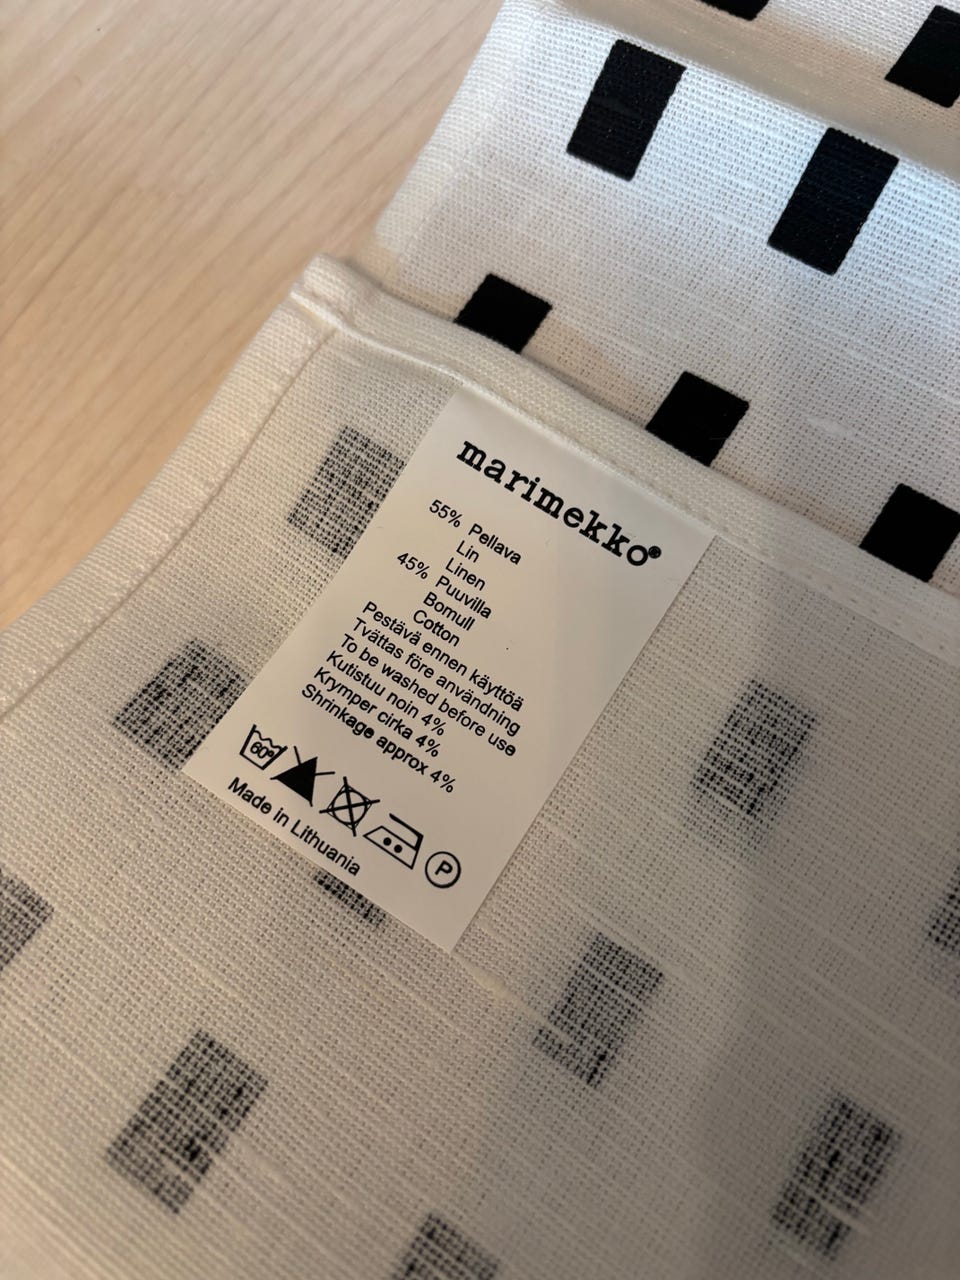 marimekko®
55% Pellava
Lin
Linen
45% Puuvilla
Bomull
Cotton
Pestävä ennen käyttöä
Tvättas före användning
To be washed before use
Kutistuu noin 4%
Krymper cirka 4%
Shrinkage approx 4%
60° P
Made in Lithuania